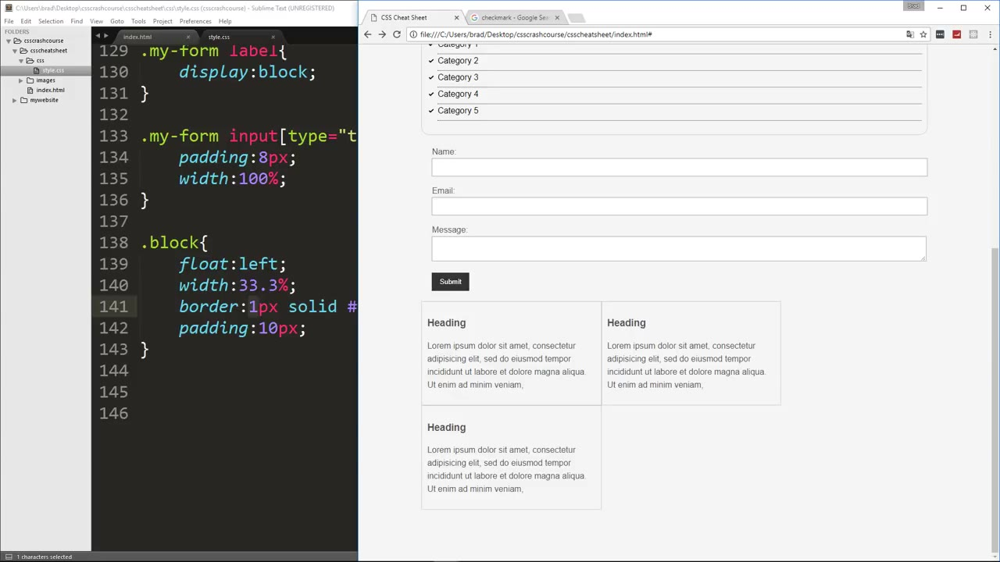 C:\Users\brad\Desktop\csscrashcourse\csscheatsheet\css\style.css (csscrashcourse) - Sublime Text (UNREGISTERED)
File Edit Selection Find View Goto Tools Project Preferences Help
FOLDERS
csscrashcourse
csscheatsheet
css
style.css
images
index.html
mywebsite
index.html
style.css
129 .my-form label{
130 display:block;
131 }
132
133 .my-form input[type="t
134 padding:8px;
135 width:100%;
136 }
137
138 .block{
139 float:left;
140 width:33.3%;
141 border:1px solid #
142 padding:10px;
143 }
144
145
146
1 characters selected
Brad
CSS Cheat Sheet
checkmark - Google Sea
file:///C:/Users/brad/Desktop/csscrashcourse/csscheatsheet/index.html#
Category 1
Category 2
Category 3
Category 4
Category 5
Name:
Email:
Message:
Submit
Heading
Lorem ipsum dolor sit amet, consectetur
adipisicing elit, sed do eiusmod tempor
incididunt ut labore et dolore magna aliqua.
Ut enim ad minim veniam,
Heading
Lorem ipsum dolor sit amet, consectetur
adipisicing elit, sed do eiusmod tempor
incididunt ut labore et dolore magna aliqua.
Ut enim ad minim veniam,
Heading
Lorem ipsum dolor sit amet, consectetur
adipisicing elit, sed do eiusmod tempor
incididunt ut labore et dolore magna aliqua.
Ut enim ad minim veniam,